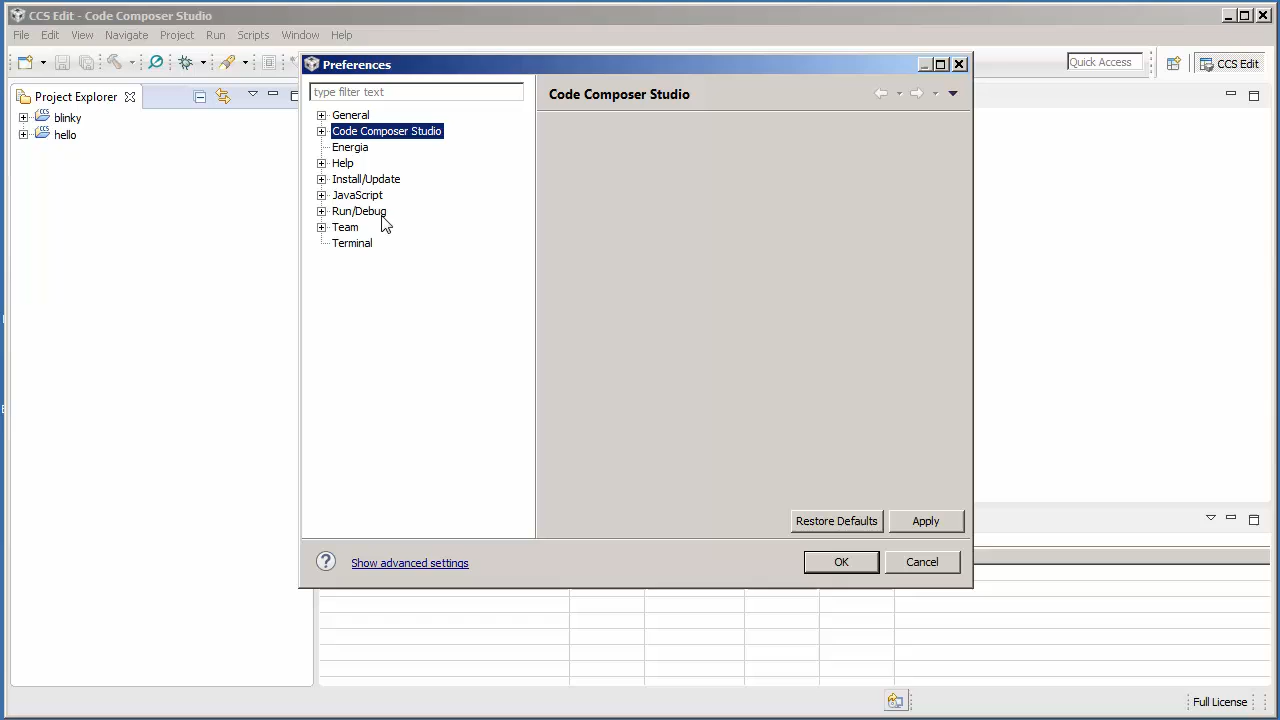 CCS Edit - Code Composer Studio
File Edit View Navigate Project Run Scripts Window Help
Quick Access
CCS Edit
Project Explorer
blinky
hello
Preferences
type filter text
General
Code Composer Studio
Energia
Help
Install/Update
JavaScript
Run/Debug
Team
Terminal
Code Composer Studio
Restore Defaults Apply
Show advanced settings
OK Cancel
Full License